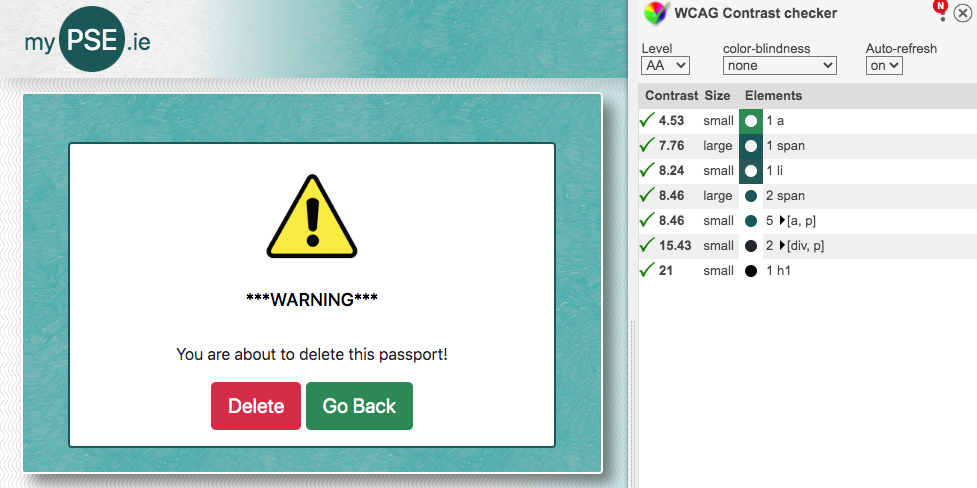 my PSE .ie
***WARNING***
You are about to delete this passport!
Delete Go Back
WCAG Contrast checker
N
Level color-blindness Auto-refresh
AA none on
Contrast Size Elements
4.53 small 1 a
7.76 large 1 span
8.24 small 1 li
8.46 large 2 span
8.46 small 5 [a, p]
15.43 small 2 [div, p]
21 small 1 h1